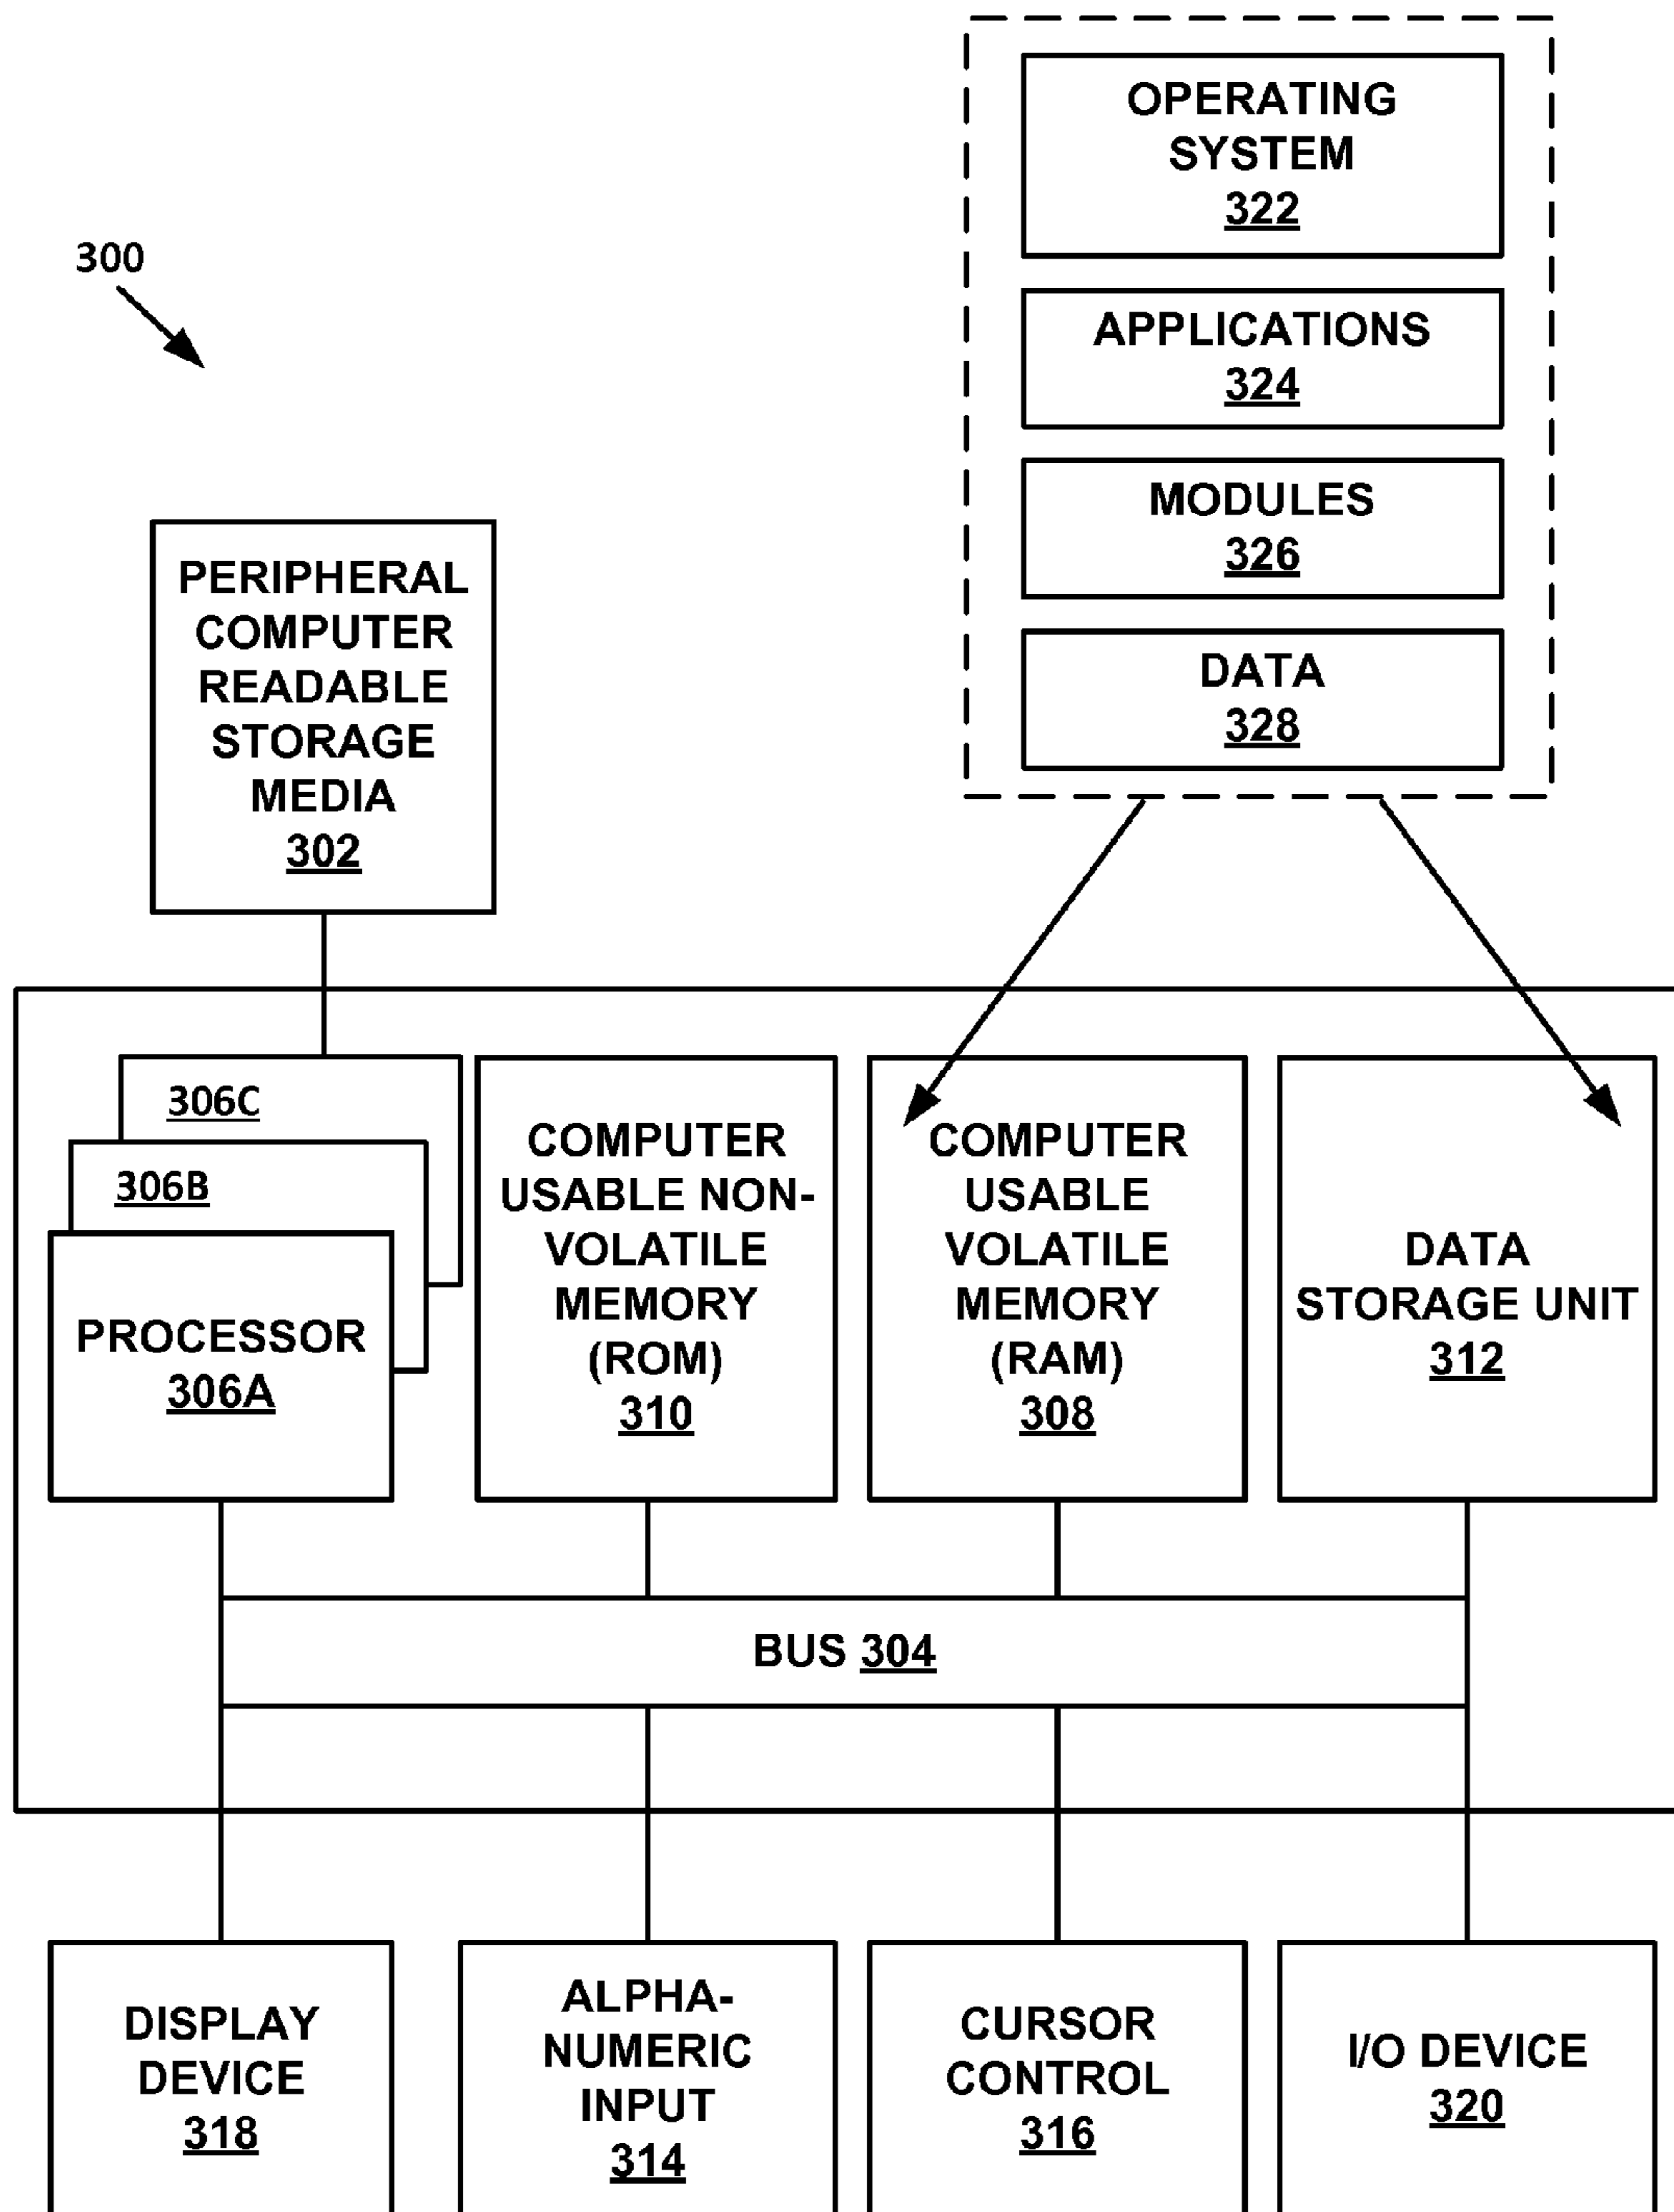 300
OPERATING
SYSTEM
322
APPLICATIONS
324
MODULES
326
DATA
328
PERIPHERAL
COMPUTER
READABLE
STORAGE
MEDIA
302
306C
306B
PROCESSOR
306A
COMPUTER
USABLE NON-
VOLATILE
MEMORY
(ROM)
310
COMPUTER
USABLE
VOLATILE
MEMORY
(RAM)
308
DATA
STORAGE UNIT
312
BUS 304
DISPLAY
DEVICE
318
ALPHA-
NUMERIC
INPUT
314
CURSOR
CONTROL
316
I/O DEVICE
320